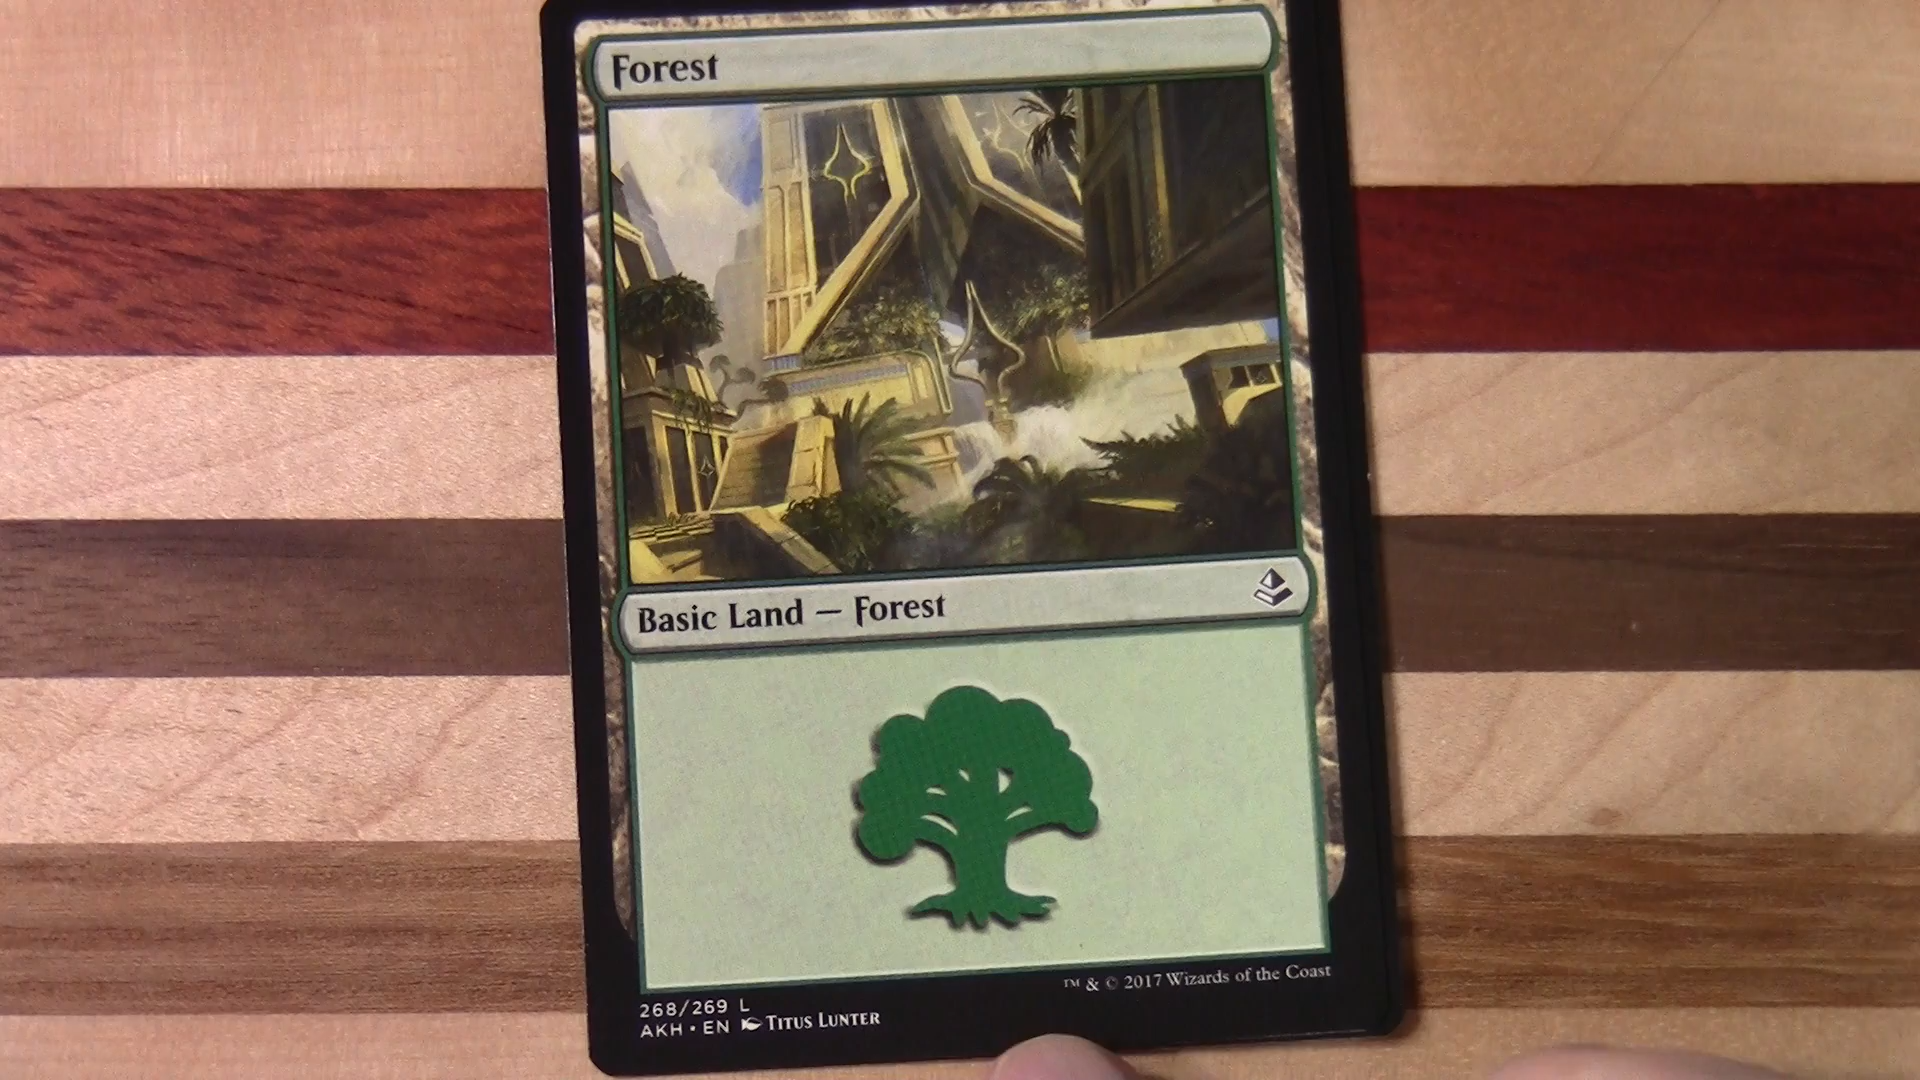 Forest
Basic Land — Forest
™ & © 2017 Wizards of the Coast
268/269 L
AKH • EN Titus Lunter